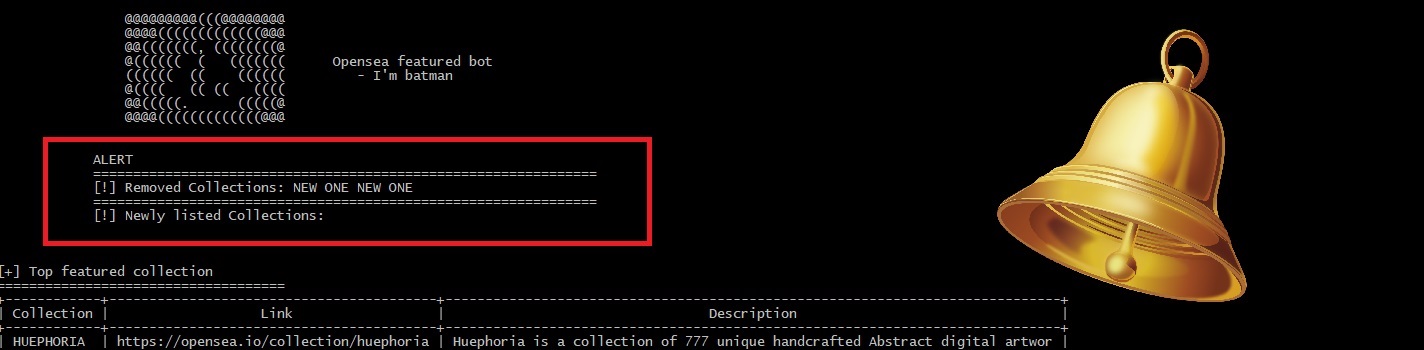 @@@@@@@@@(((@@@@@@@@
@@@@(((((((((((((@@@
@@(((((((, ((((((((@
@((((((  (   (((((((
((((((  ((    ((((((
@((((   (( ((   ((((
@@(((((.      (((((@
@@@@(((((((((((((@@@
Opensea featured bot
- I'm batman
ALERT
===============================================================
[!] Removed Collections: NEW ONE NEW ONE
===============================================================
[!] Newly listed Collections:
[+] Top featured collection
====================================
| Collection | Link | Description |
| HUEPHORIA | https://opensea.io/collection/huephoria | Huephoria is a collection of 777 unique handcrafted Abstract digital artwor |